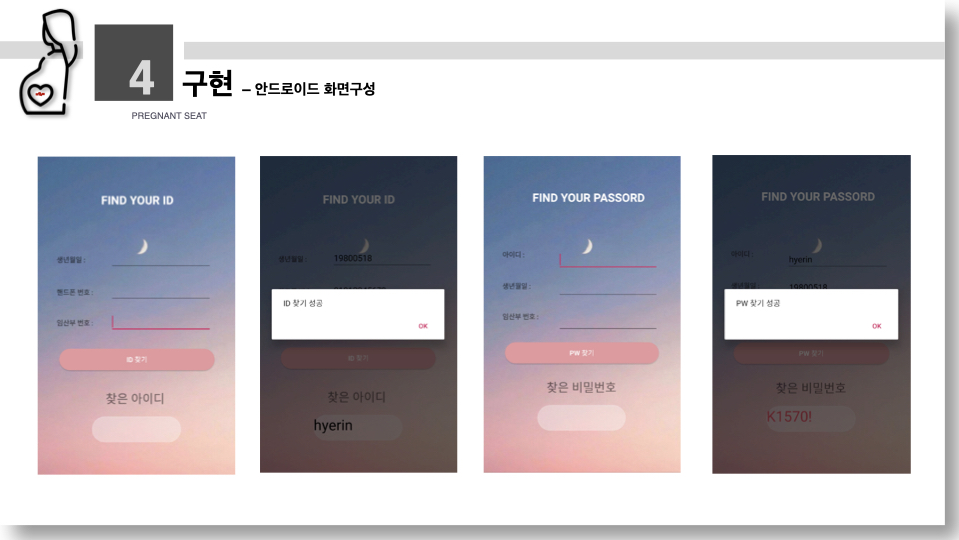 4
구현 – 안드로이드 화면구성
PREGNANT SEAT
FIND YOUR ID
생년월일 :
핸드폰 번호 :
임산부 번호 :
ID 찾기
찾은 아이디
FIND YOUR ID
생년월일 :
19800518
ID 찾기 성공
OK
ID 찾기
찾은 아이디
hyerin
FIND YOUR PASSORD
아이디 :
생년월일 :
임산부 번호 :
PW 찾기
찾은 비밀번호
FIND YOUR PASSORD
아이디 :
hyerin
생년월일 :
19800518
PW 찾기 성공
OK
PW 찾기
찾은 비밀번호
K1570!